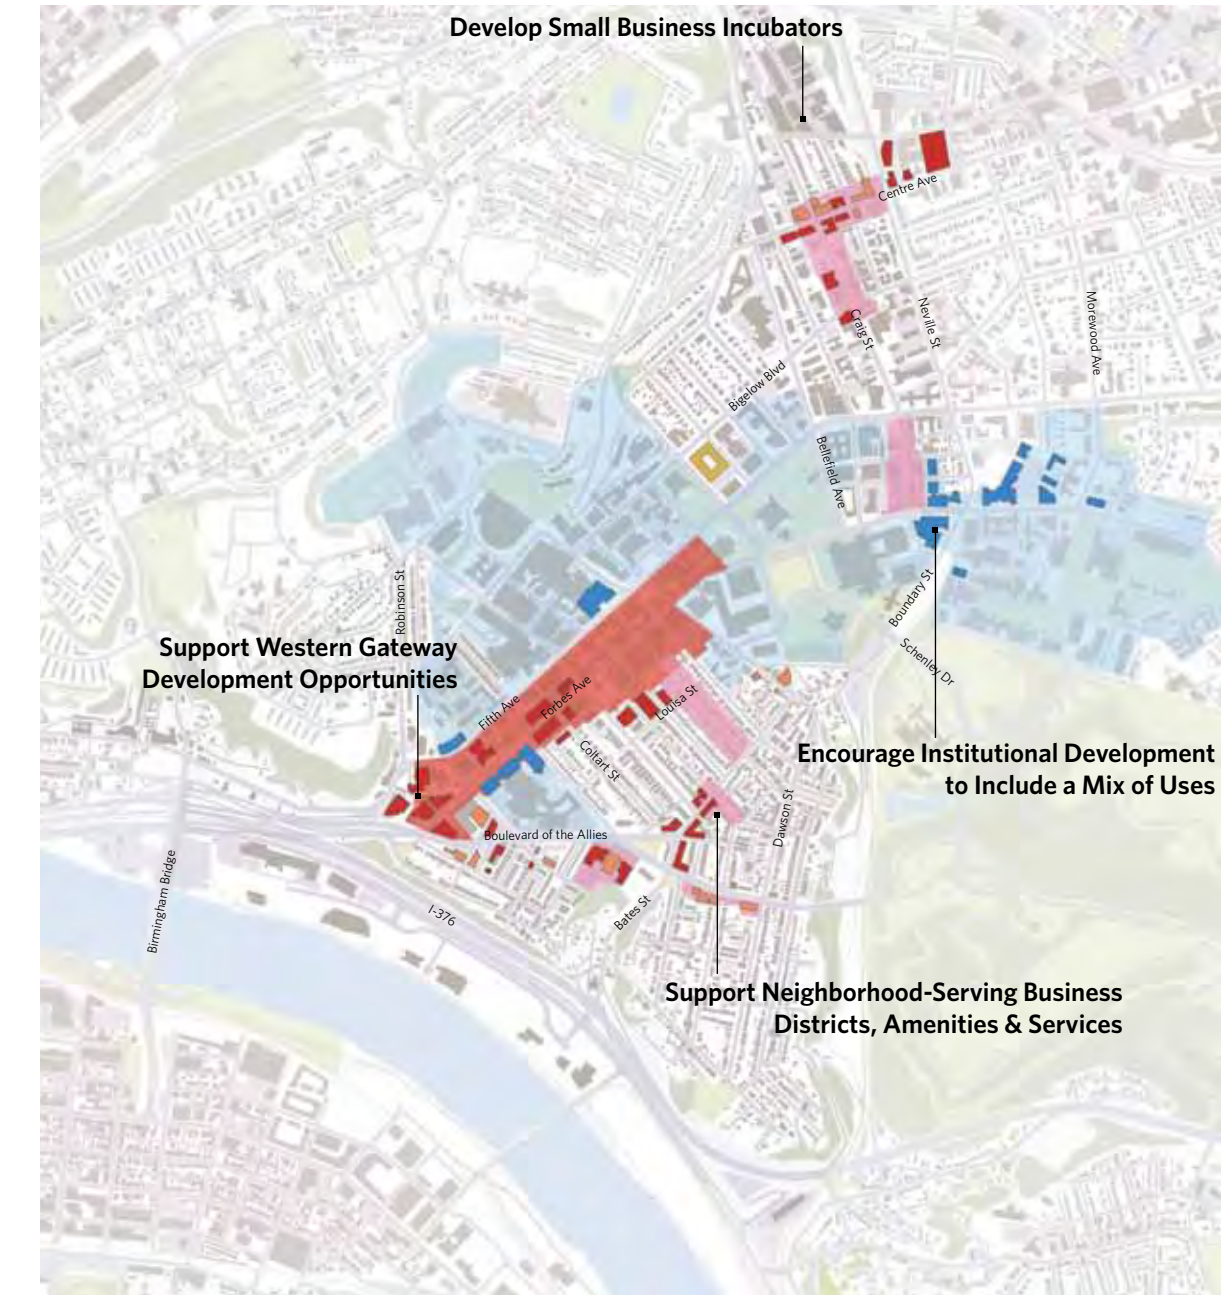 Develop Small Business Incubators
Centre Ave
Craig St
Neville St
Morewood Ave
Bigelow Blvd
Bellefield Ave
Robinson St
Boundary St
Schenley Dr
Support Western Gateway
Development Opportunities
Fifth Ave
Forbes Ave
Louisa St
Coltart St
Encourage Institutional Development
to Include a Mix of Uses
Dawson St
Boulevard of the Allies
Birmingham Bridge
I-376
Bates St
Support Neighborhood-Serving Business
Districts, Amenities & Services